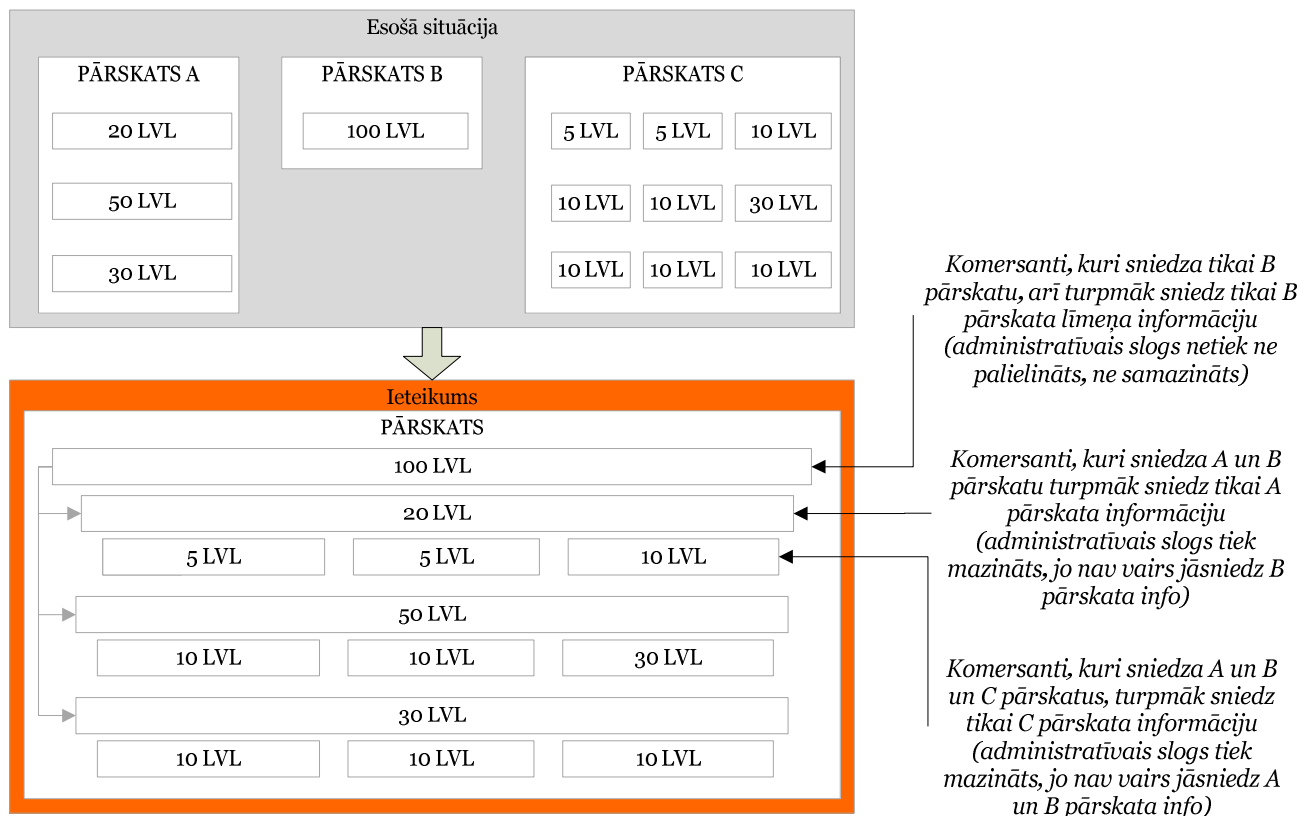 Esošā situācija
PĀRSKATS A
20 LVL
50 LVL
30 LVL
PĀRSKATS B
100 LVL
PĀRSKATS C
5 LVL 5 LVL 10 LVL
10 LVL 10 LVL 30 LVL
10 LVL 10 LVL 10 LVL
Ieteikums
PĀRSKATS
100 LVL
20 LVL
5 LVL 5 LVL 10 LVL
50 LVL
10 LVL 10 LVL 30 LVL
30 LVL
10 LVL 10 LVL 10 LVL
Komersanti, kuri sniedza tikai B
pārskatu, arī turpmāk sniedz tikai B
pārskata līmeņa informāciju
(administratīvais slogs netiek ne
palielināts, ne samazināts)
Komersanti, kuri sniedza A un B
pārskatu turpmāk sniedz tikai A
pārskata informāciju
(administratīvais slogs tiek
mazināts, jo nav vairs jāsniedz B
pārskata info)
Komersanti, kuri sniedza A un B
un C pārskatus, turpmāk sniedz
tikai C pārskata informāciju
(administratīvais slogs tiek
mazināts, jo nav vairs jāsniedz A
un B pārskata info)